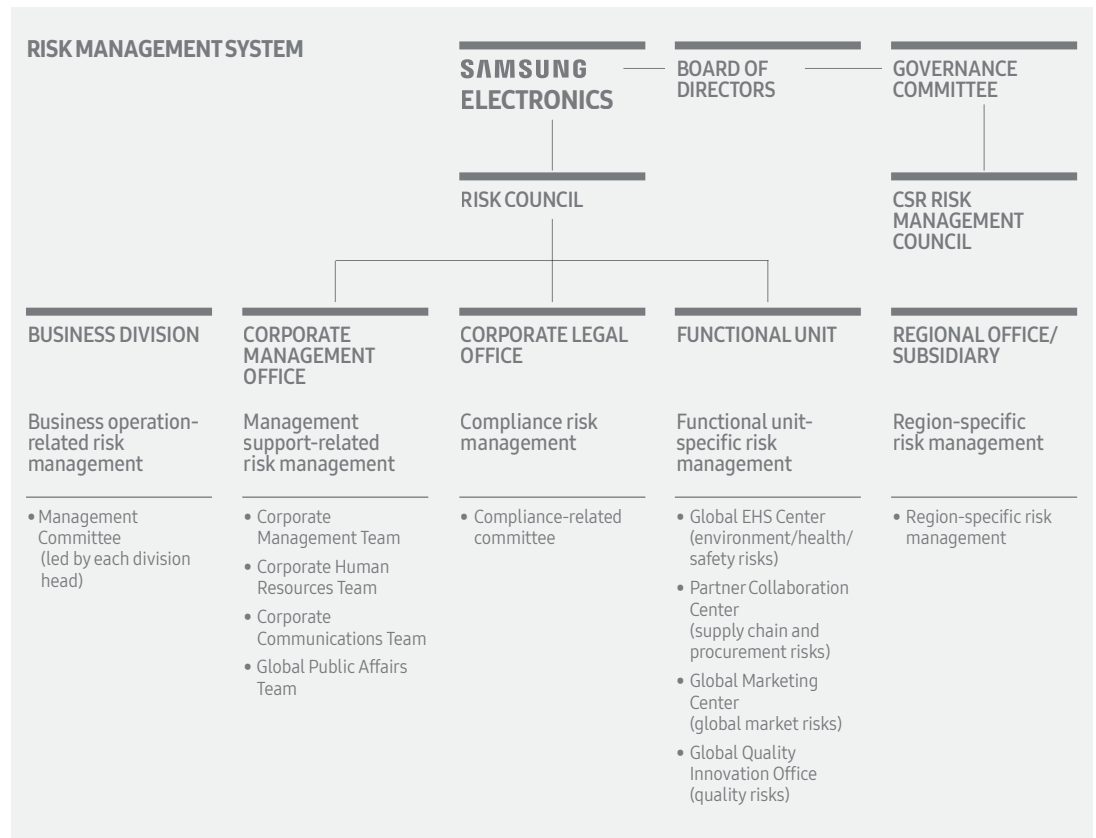 RISK MANAGEMENT SYSTEM
SAMSUNG
ELECTRONICS
BOARD OF
DIRECTORS
GOVERNANCE
COMMITTEE
RISK COUNCIL
CSR RISK
MANAGEMENT
COUNCIL
BUSINESS DIVISION
Business operation-
related risk
management
• Management
Committee
(led by each division
head)
CORPORATE
MANAGEMENT
OFFICE
Management
support-related
risk management
• Corporate
Management Team
• Corporate Human
Resources Team
• Corporate
Communications Team
• Global Public Affairs
Team
CORPORATE LEGAL
OFFICE
Compliance risk
management
• Compliance-related
committee
FUNCTIONAL UNIT
Functional unit-
specific risk
management
• Global EHS Center
(environment/health/
safety risks)
• Partner Collaboration
Center
(supply chain and
procurement risks)
• Global Marketing
Center
(global market risks)
• Global Quality
Innovation Office
(quality risks)
REGIONAL OFFICE/
SUBSIDIARY
Region-specific
risk management
• Region-specific risk
management